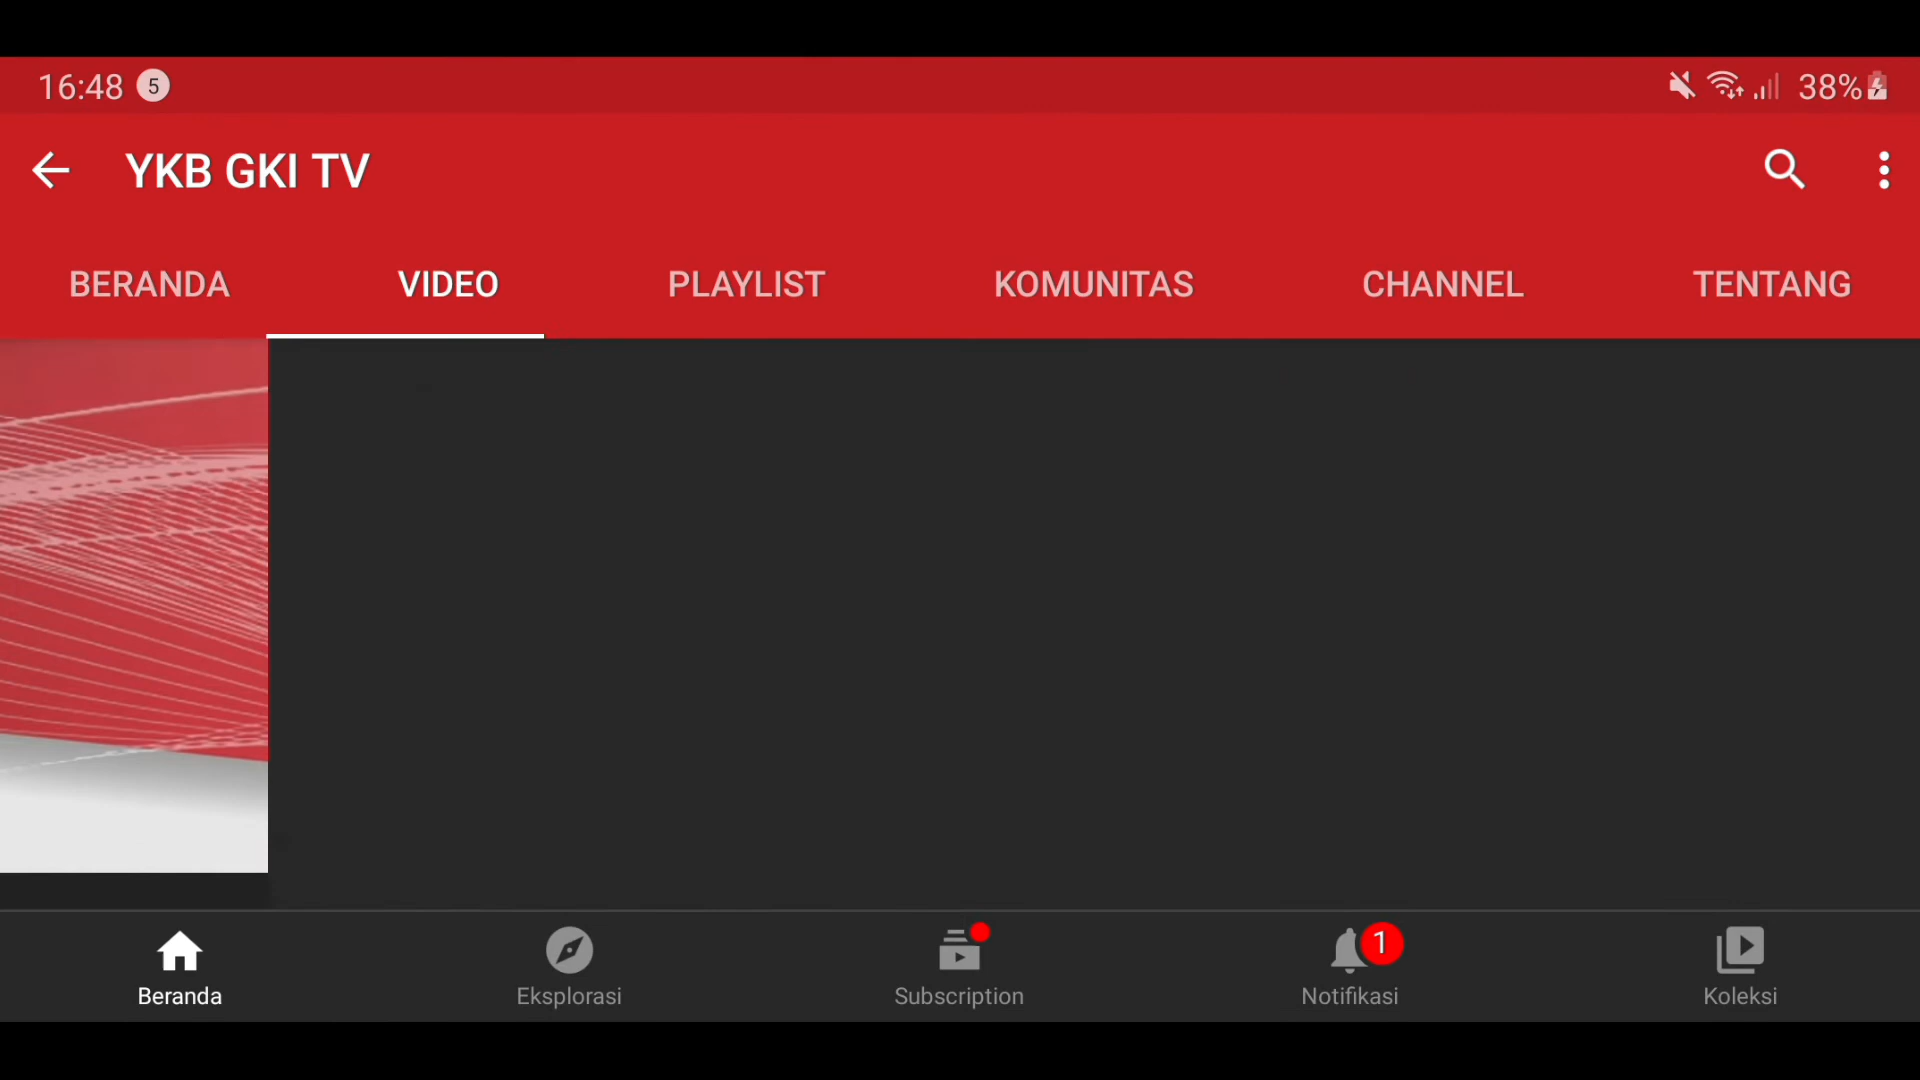 16:48 5 38%
YKB GKI TV
BERANDA VIDEO PLAYLIST KOMUNITAS CHANNEL TENTANG
1
Beranda Eksplorasi Subscription Notifikasi Koleksi